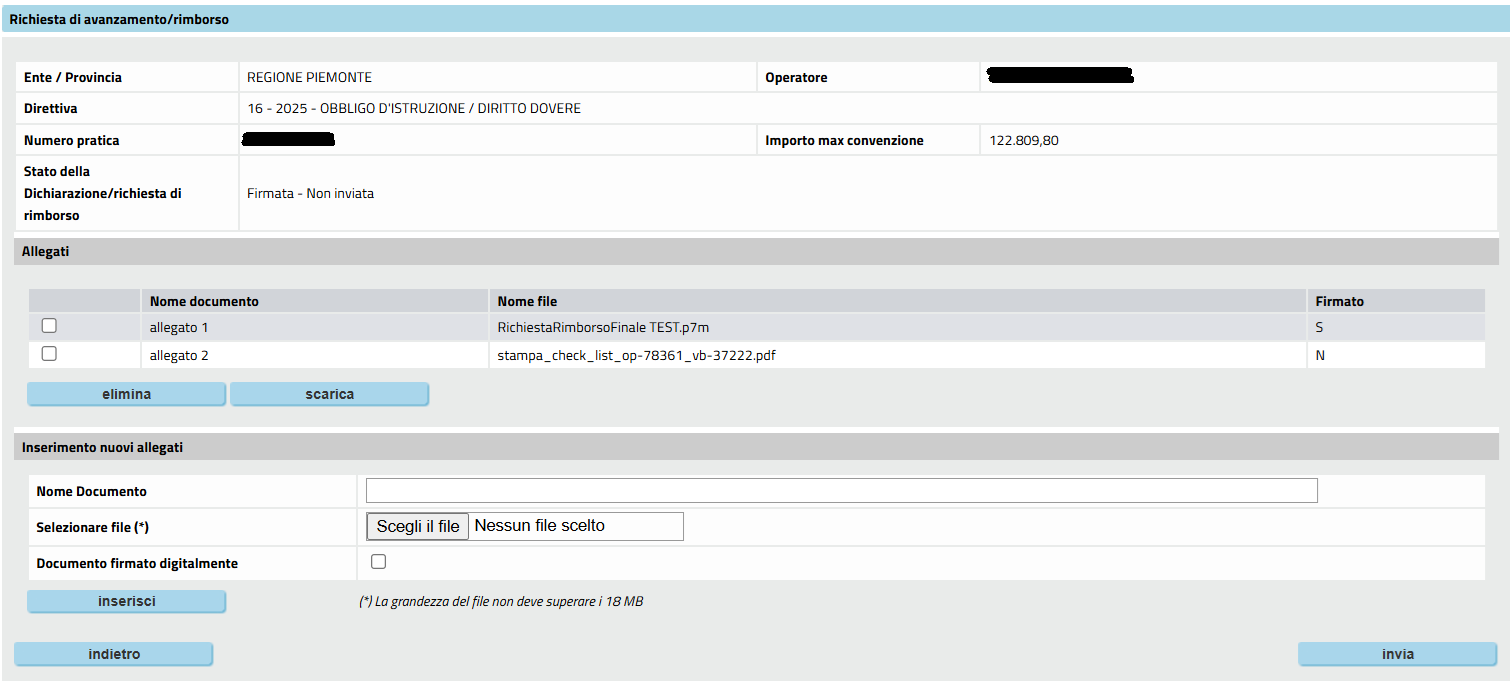 Richiesta di avanzamento/rimborso
Ente / Provincia REGIONE PIEMONTE Operatore
Direttiva 16 - 2025 - OBBLIGO D'ISTRUZIONE / DIRITTO DOVERE
Numero pratica Importo max convenzione 122.809,80
Stato della
Dichiarazione/richiesta di
rimborso
Firmata - Non inviata
Allegati
Nome documento Nome file Firmato
allegato 1 RichiestaRimborsoFinale TEST.p7m S
allegato 2 stampa_check_list_op-78361_vb-37222.pdf N
elimina scarica
Inserimento nuovi allegati
Nome Documento
Selezionare file (*) Scegli il file Nessun file scelto
Documento firmato digitalmente
inserisci (*) La grandezza del file non deve superare i 18 MB
indietro invia